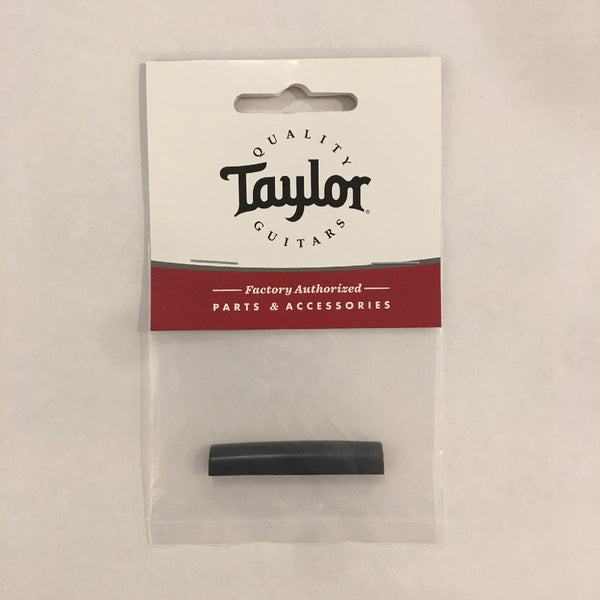 QUALITY
Taylor®
GUITARS
Factory Authorized
PARTS & ACCESSORIES